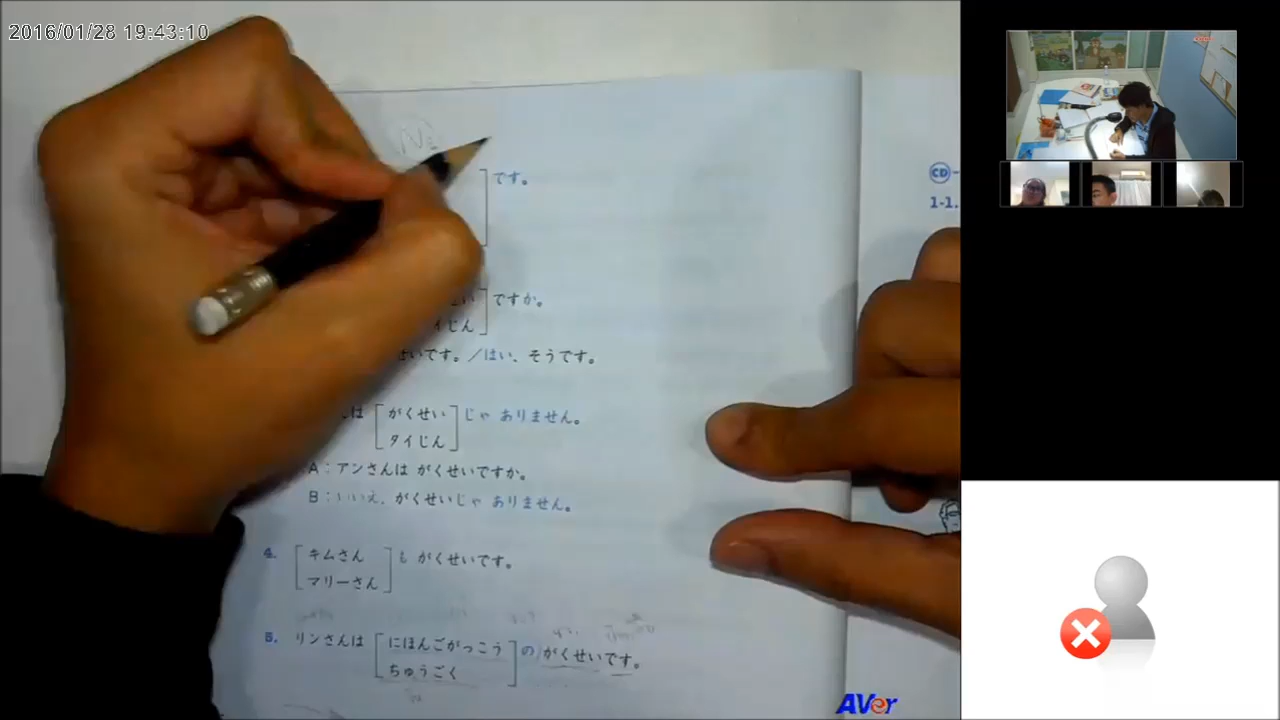 2016/01/28 19:43:10
です。
CD
1-1.
ですか。
じん
いです。／はい、そうです。
は [がくせい] じゃ ありません。
タイじん
A：アンさんは がくせいですか。
B：いいえ、がくせいじゃ ありません。
4. [キムさん] も がくせいです。
マリーさん
5. リンさんは [にほんごがっこう] の がくせいです。
ちゅうごく
AVer